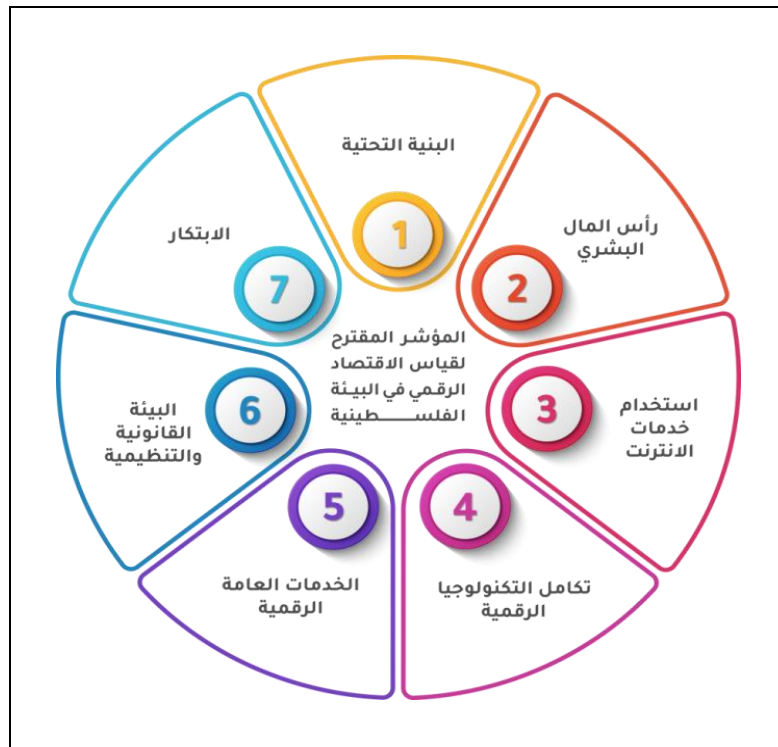 البنية التحتية
1
رأس المال
البشري
2
استخدام
خدمات
الانترنت
3
تكامل التكنولوجيا
الرقمية
4
الخدمات العامة
الرقمية
5
البيئة
القانونية
والتنظيمية
6
الابتكار
7
المؤشر المقترح
لقياس الاقتصاد
الرقمي في البيئة
الفلســـــطينية